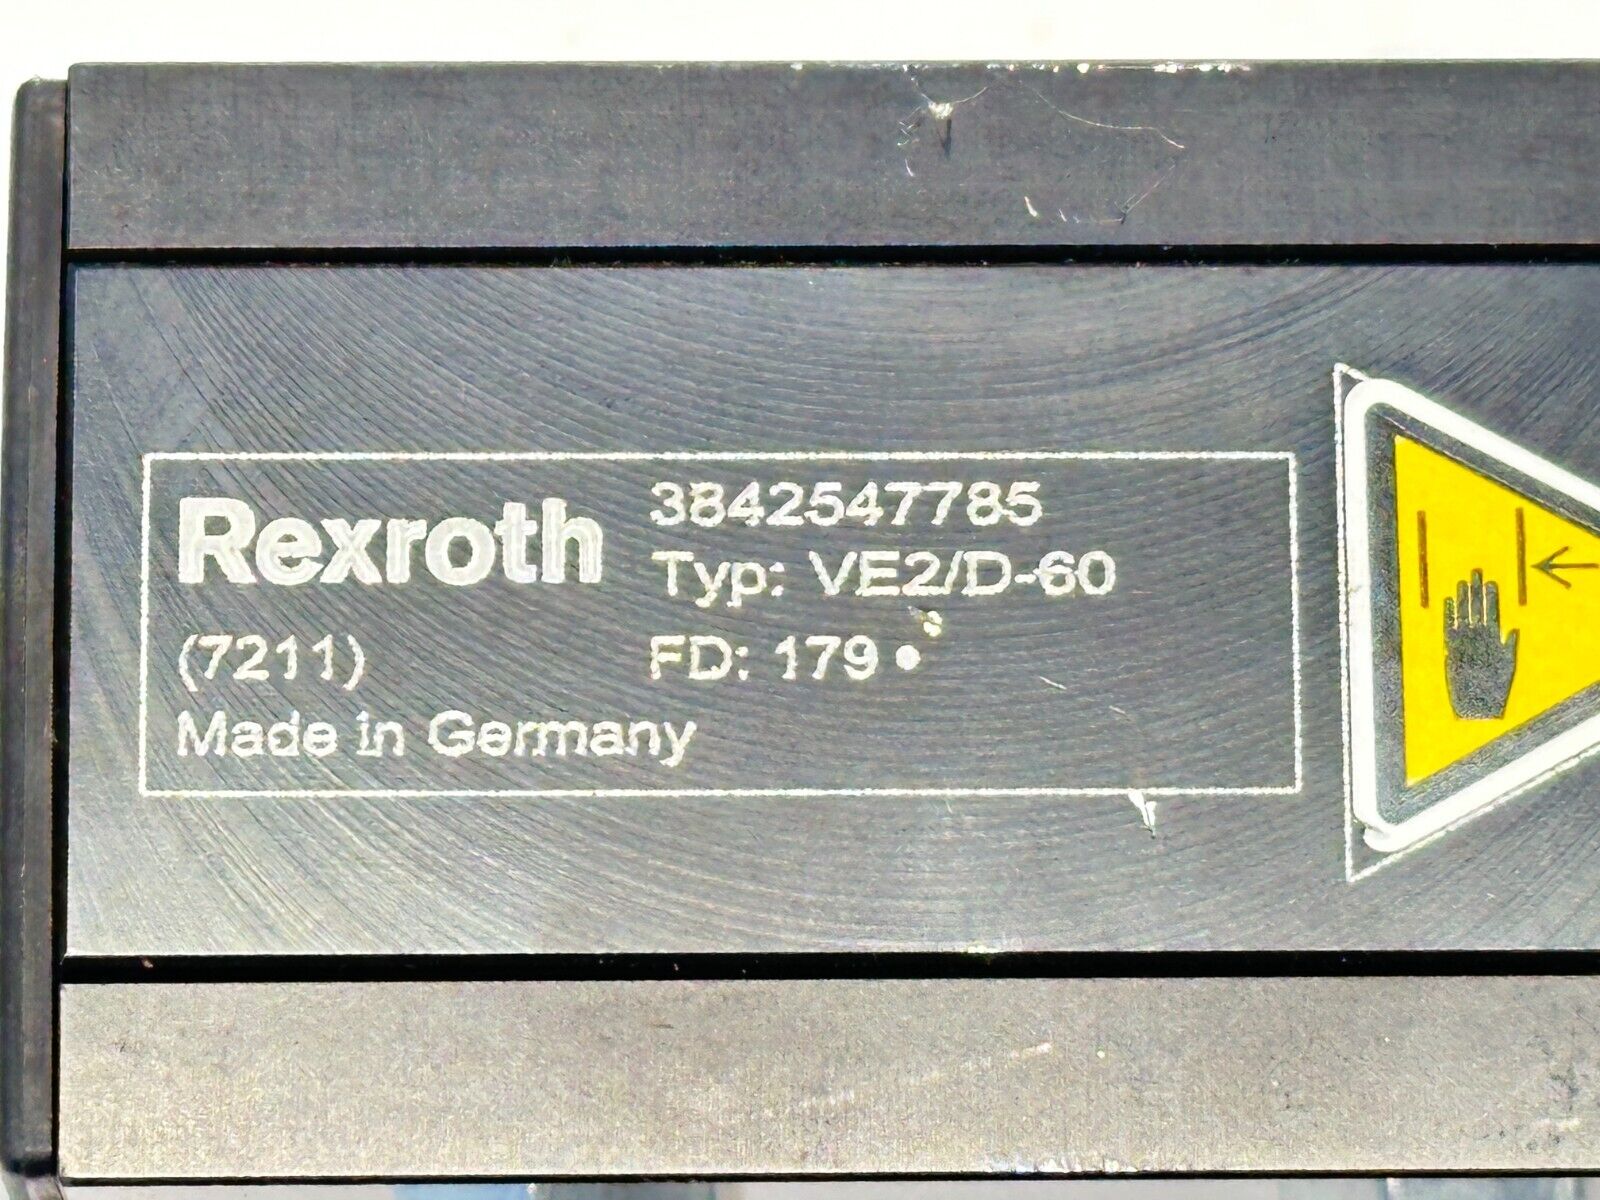 Rexroth 3842547785
Typ: VE2/D-60
(7211) FD: 179 •
Made in Germany